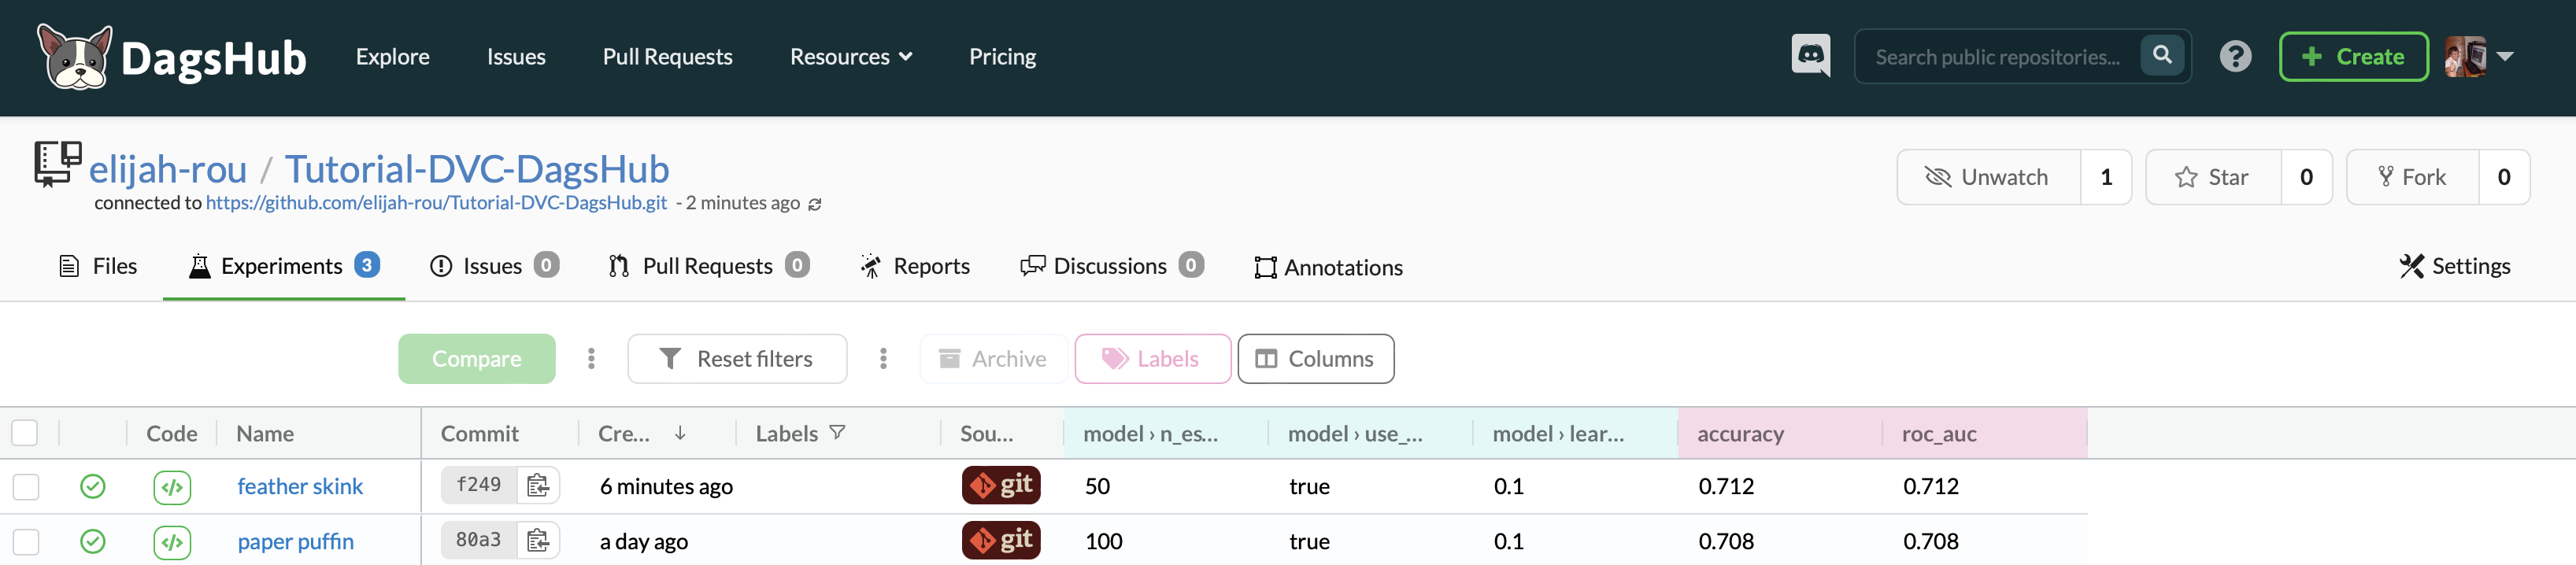 DagsHub Explore Issues Pull Requests Resources Pricing Search public repositories... ? + Create
elijah-rou / Tutorial-DVC-DagsHub Unwatch 1 Star 0 Fork 0
connected to https://github.com/elijah-rou/Tutorial-DVC-DagsHub.git - 2 minutes ago
Files Experiments 3 Issues 0 Pull Requests 0 Reports Discussions 0 Annotations Settings
Compare Reset filters Archive Labels Columns
Code Name Commit Cre... Labels Sou... model › n_es... model › use_... model › lear... accuracy roc_auc
feather skink f249 6 minutes ago git 50 true 0.1 0.712 0.712
paper puffin 80a3 a day ago git 100 true 0.1 0.708 0.708